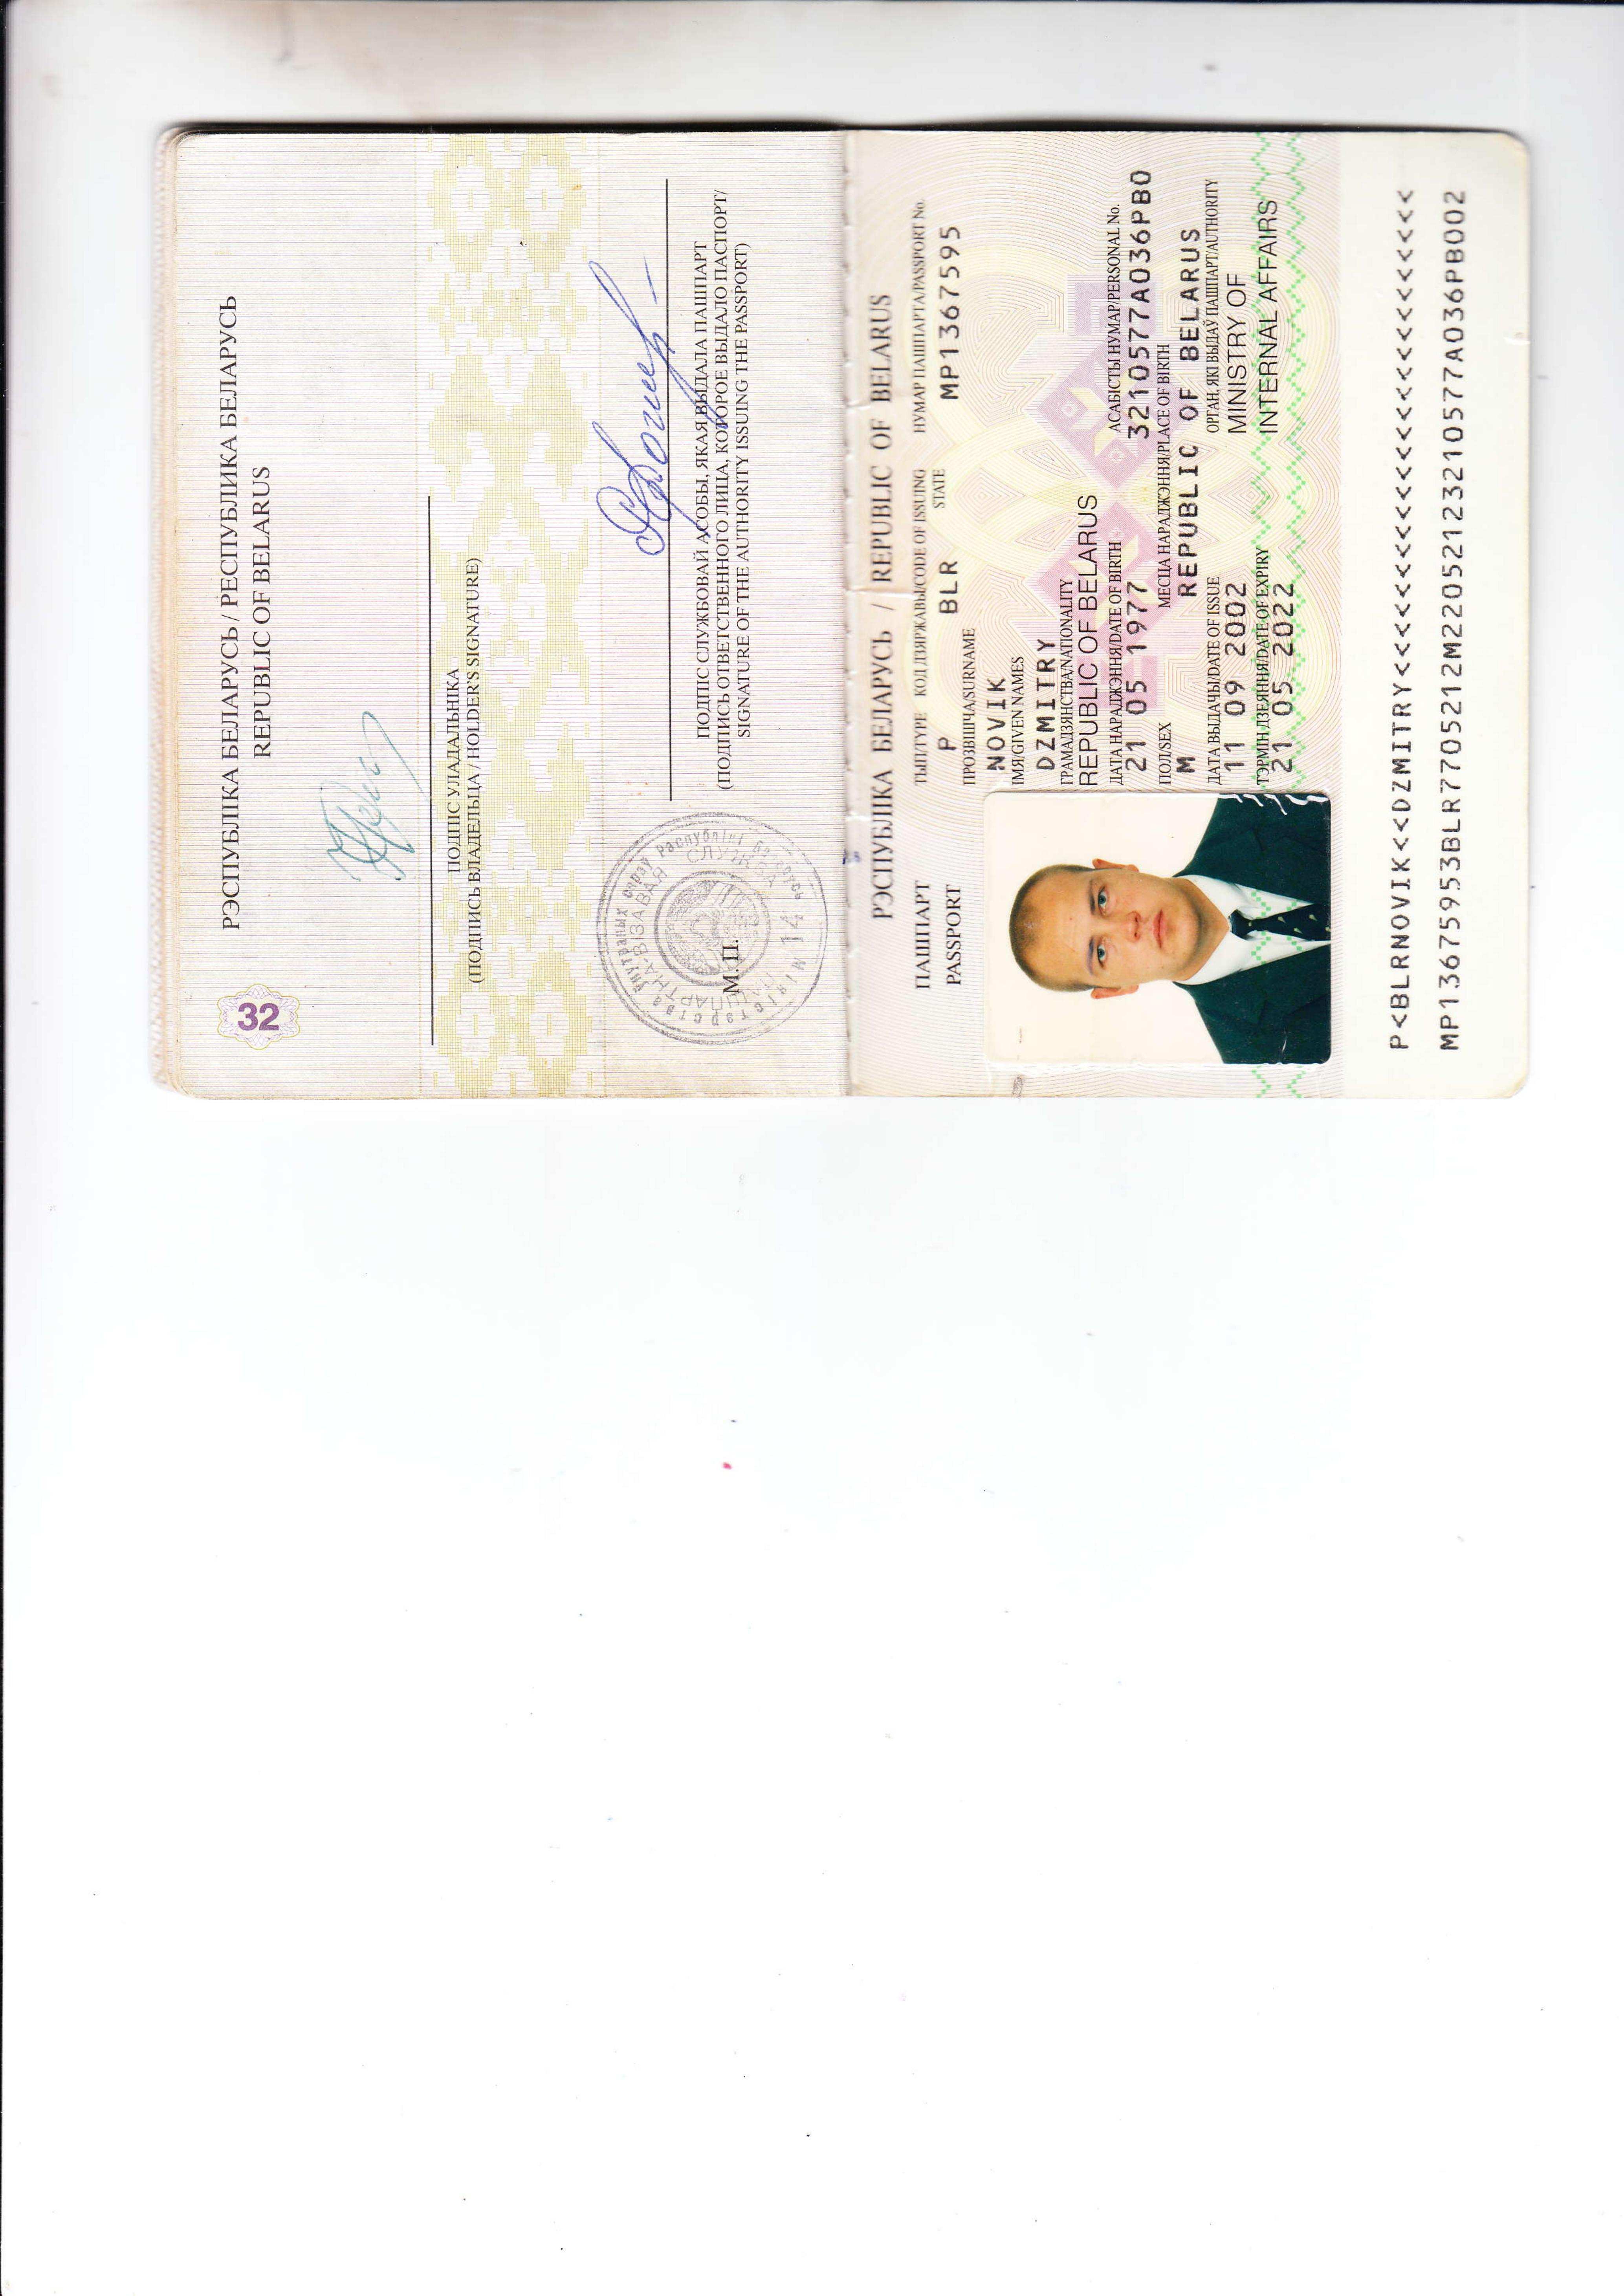 32
РЭСПУБЛІКА БЕЛАРУСЬ / РЕСПУБЛИКА БЕЛАРУСЬ
REPUBLIC OF BELARUS
ПОДПІС УЛАДАЛЬНІКА
(ПОДПИСЬ ВЛАДЕЛЬЦА / HOLDER'S SIGNATURE)
М.П.
Міністэрства унутраных спраў Рэспублікі Беларусь
ПАШПАРТНА-ВІЗАВАЯ СЛУЖБА
14
ПОДПІС СЛУЖБОВАЙ АСОБЫ, ЯКАЯ ВЫДАЛА ПАШПАРТ
(ПОДПИСЬ ОТВЕТСТВЕННОГО ЛИЦА, КОТОРОЕ ВЫДАЛО ПАСПОРТ/
SIGNATURE OF THE AUTHORITY ISSUING THE PASSPORT)
РЭСПУБЛІКА БЕЛАРУСЬ / REPUBLIC OF BELARUS
ПАШПАРТ
PASSPORT
ТЫП/TYPE КОД ДЗЯРЖАВЫ/CODE OF ISSUING STATE НУМАР ПАШПАРТА/PASSPORT No.
P BLR MP1367595
ПРОЗВІШЧА/SURNAME
NOVIK
ІМЯ/GIVEN NAMES
DZMITRY
ГРАМАДЗЯНСТВА/NATIONALITY
REPUBLIC OF BELARUS
ДАТА НАРАДЖЭННЯ/DATE OF BIRTH АСАБІСТЫ НУМАР/PERSONAL No.
21 05 1977 3210577A036PB0
ПОЛ/SEX МЕСЦА НАРАДЖЭННЯ/PLACE OF BIRTH
M REPUBLIC OF BELARUS
ДАТА ВЫДАЧЫ/DATE OF ISSUE ОРГАН, ЯКІ ВЫДАЎ ПАШПАРТ/AUTHORITY
11 09 2002 MINISTRY OF
ТЭРМІН ДЗЕЯННЯ/DATE OF EXPIRY INTERNAL AFFAIRS
21 05 2022
P<BLRNOVIK<<DZMITRY<<<<<<<<<<<<<<<<<<<<<<<<<
MP13675953BLR7705212M22052123210577A036PB002